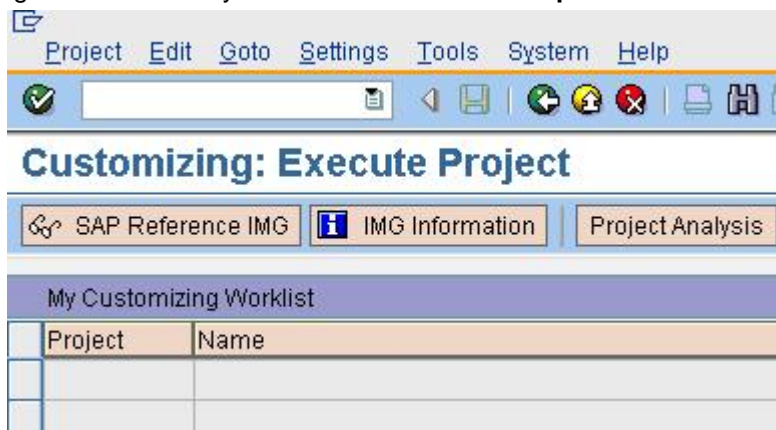 Project Edit Goto Settings Tools System Help
Customizing: Execute Project
SAP Reference IMG IMG Information Project Analysis
My Customizing Worklist
Project Name